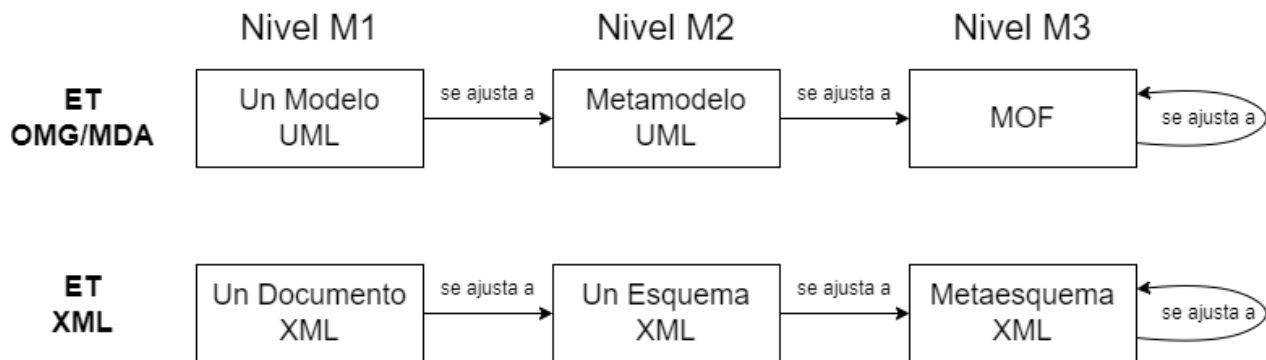 Nivel M1
Nivel M2
Nivel M3
ET
OMG/MDA
Un Modelo
UML
se ajusta a
Metamodelo
UML
se ajusta a
MOF
se ajusta a
ET
XML
Un Documento
XML
se ajusta a
Un Esquema
XML
se ajusta a
Metaesquema
XML
se ajusta a